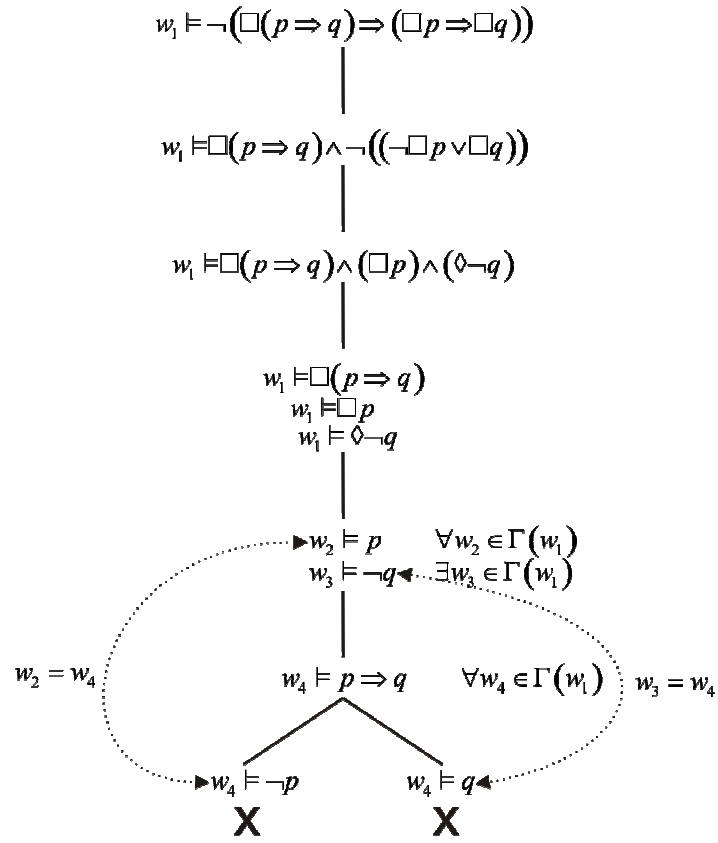 w₁ ⊨ ¬(□(p ⇒ q) ⇒ (□p ⇒ □q))
w₁ ⊨ □(p ⇒ q) ∧ ¬((¬□p ∨ □q))
w₁ ⊨ □(p ⇒ q) ∧ (□p) ∧ (◊¬q)
w₁ ⊨ □(p ⇒ q)
w₁ ⊨ □p
w₁ ⊨ ◊¬q
w₂ ⊨ p ∀w₂ ∈ Γ(w₁)
w₃ ⊨ ¬q ∃w₃ ∈ Γ(w₁)
w₂ = w₄ w₄ ⊨ p ⇒ q ∀w₄ ∈ Γ(w₁) w₃ = w₄
w₄ ⊨ ¬p w₄ ⊨ q
X X